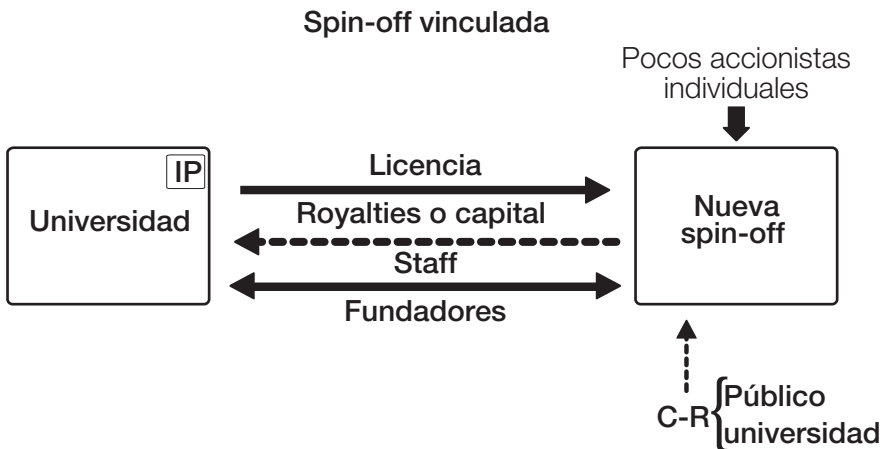 Spin-off vinculada
Pocos accionistas
individuales
IP
Universidad
Licencia
Royalties o capital
Staff
Fundadores
Nueva
spin-off
C-R
Público
universidad